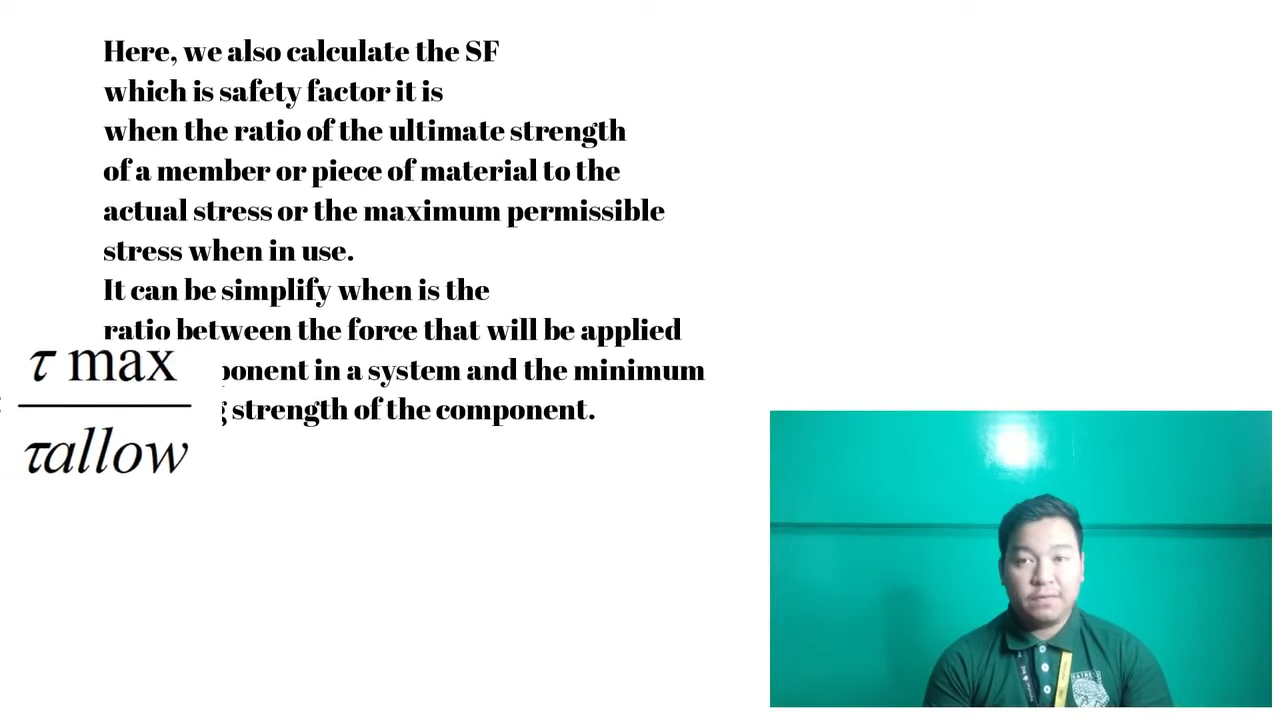 Here, we also calculate the SF
which is safety factor it is
when the ratio of the ultimate strength
of a member or piece of material to the
actual stress or the maximum permissible
stress when in use.
It can be simplify when is the
ratio between the force that will be applied
in a system and the minimum
strength of the component.
τ max
τallow